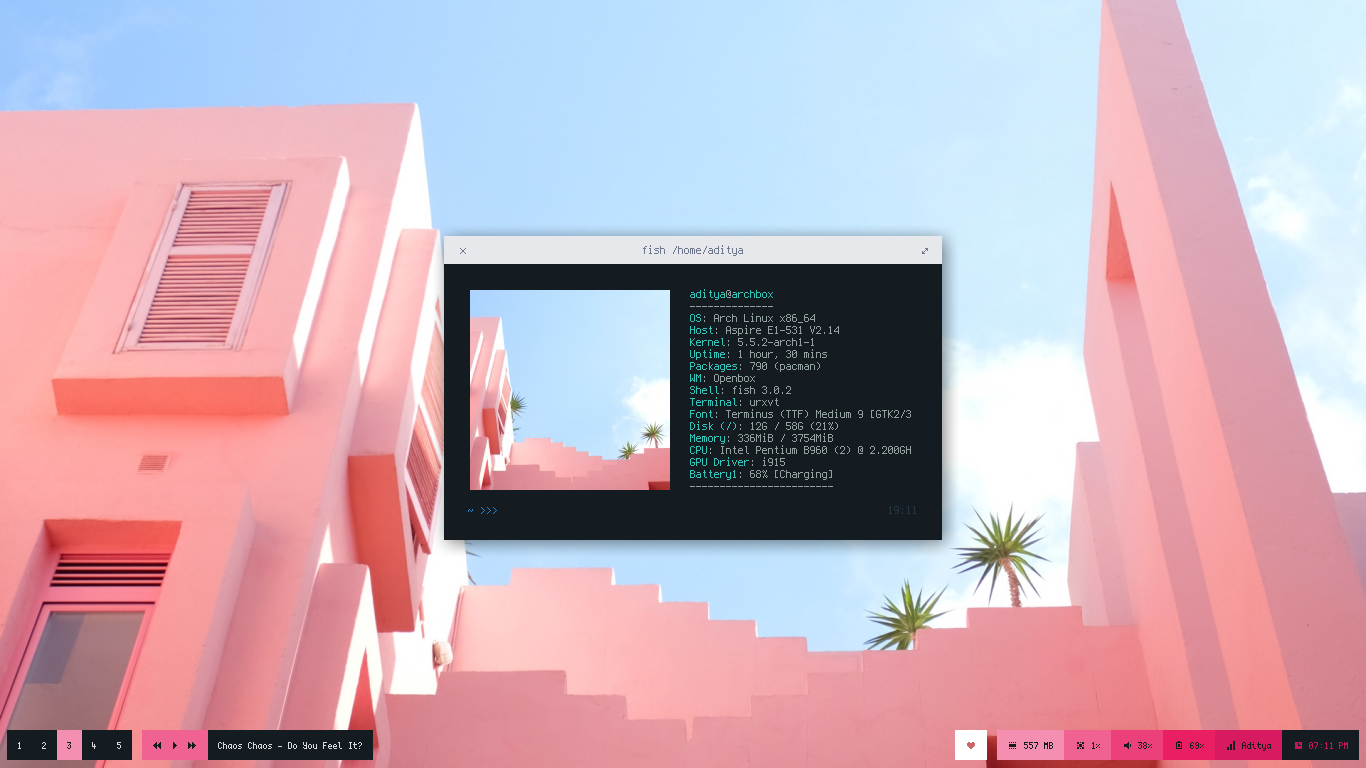 fish /home/aditya
aditya@archbox
--------------
OS: Arch Linux x86_64
Host: Aspire E1-531 V2.14
Kernel: 5.5.2-arch1-1
Uptime: 1 hour, 30 mins
Packages: 790 (pacman)
WM: Openbox
Shell: fish 3.0.2
Terminal: urxvt
Font: Terminus (TTF) Medium 9 [GTK2/3
Disk (/): 12G / 58G (21%)
Memory: 336MiB / 3754MiB
CPU: Intel Pentium B960 (2) @ 2.200GH
GPU Driver: i915
Battery1: 68% [Charging]
------------------------
~ >>> 19:11
1 2 3 4 5 Chaos Chaos - Do You Feel It? 557 MB 1% 38% 69% Aditya 07:11 PM